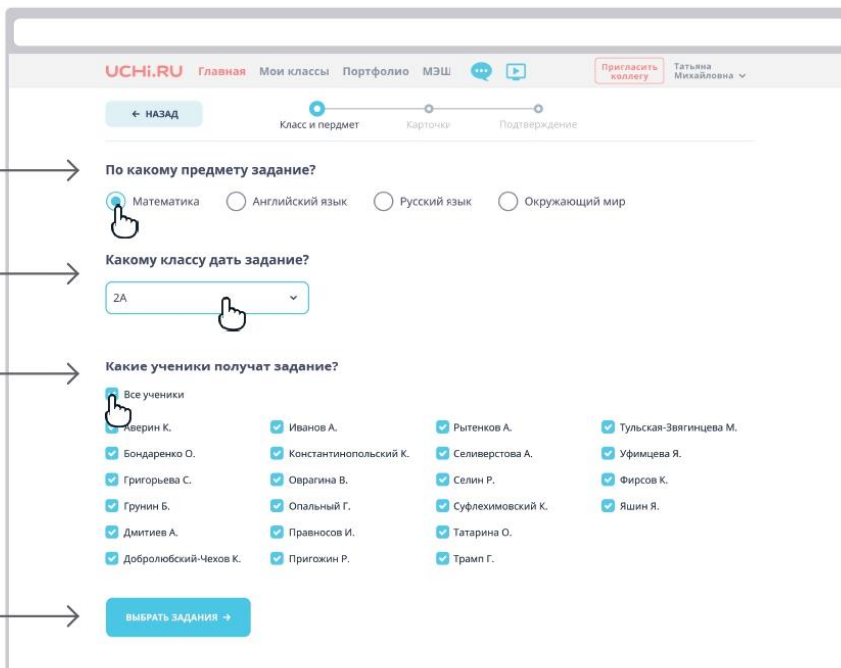 UCHi.RU Главная Мои классы Портфолио МЭШ Пригласить коллегу Татьяна Михайловна
← НАЗАД
Класс и пердмет Карточки Подтверждение
По какому предмету задание?
Математика Английский язык Русский язык Окружающий мир
Какому классу дать задание?
2А
Какие ученики получат задание?
Все ученики
Аверин К. Иванов А. Рытенков А. Тульская-Звягинцева М.
Бондаренко О. Константинопольский К. Селиверстова А. Уфимцева Я.
Григорьева С. Оврагина В. Селин Р. Фирсов К.
Грунин Б. Опальный Г. Суфлехимовский К. Яшин Я.
Дмитиев А. Правносов И. Татарина О.
Добролюбский-Чехов К. Пригожин Р. Трамп Г.
ВЫБРАТЬ ЗАДАНИЯ →